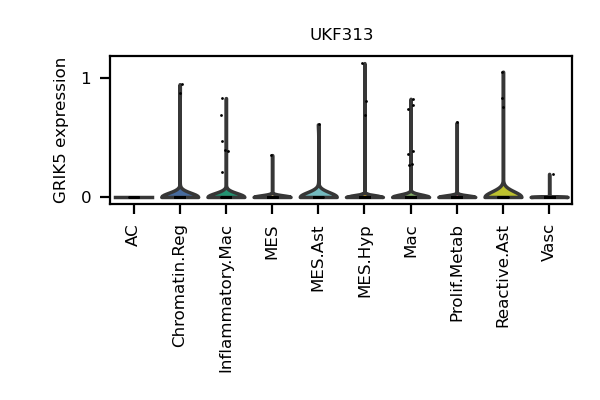 UKF313
GRIK5 expression
1
0
AC
Chromatin.Reg
Inflammatory.Mac
MES
MES.Ast
MES.Hyp
Mac
Prolif.Metab
Reactive.Ast
Vasc